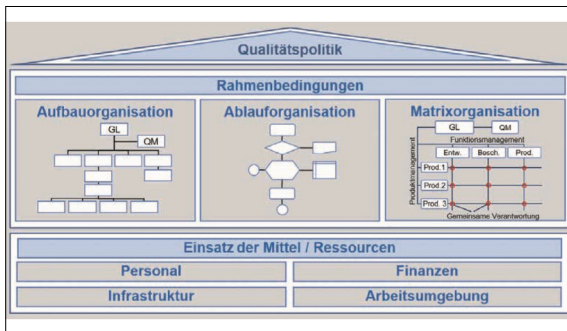 Qualitätspolitik
Rahmenbedingungen
Aufbauorganisation
GL
QM
Ablauforganisation
Matrixorganisation
GL
QM
Funktionsmanagement
Entw.
Besch.
Prod.
Produktmanagement
Prod.1
Prod.2
Prod. 3
Gemeinsame Verantwortung
Einsatz der Mittel / Ressourcen
Personal
Finanzen
Infrastruktur
Arbeitsumgebung